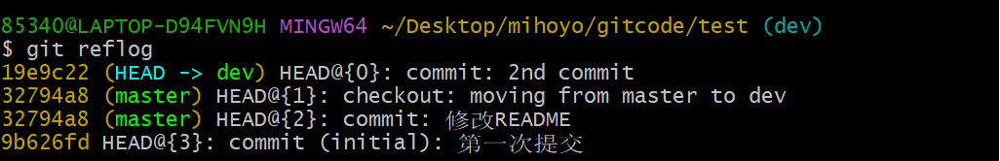 85340@LAPTOP-D94FVN9H MINGW64 ~/Desktop/mihoyo/gitcode/test (dev)
$ git reflog
19e9c22 (HEAD -> dev) HEAD@{0}: commit: 2nd commit
32794a8 (master) HEAD@{1}: checkout: moving from master to dev
32794a8 (master) HEAD@{2}: commit: 修改README
9b626fd HEAD@{3}: commit (initial): 第一次提交